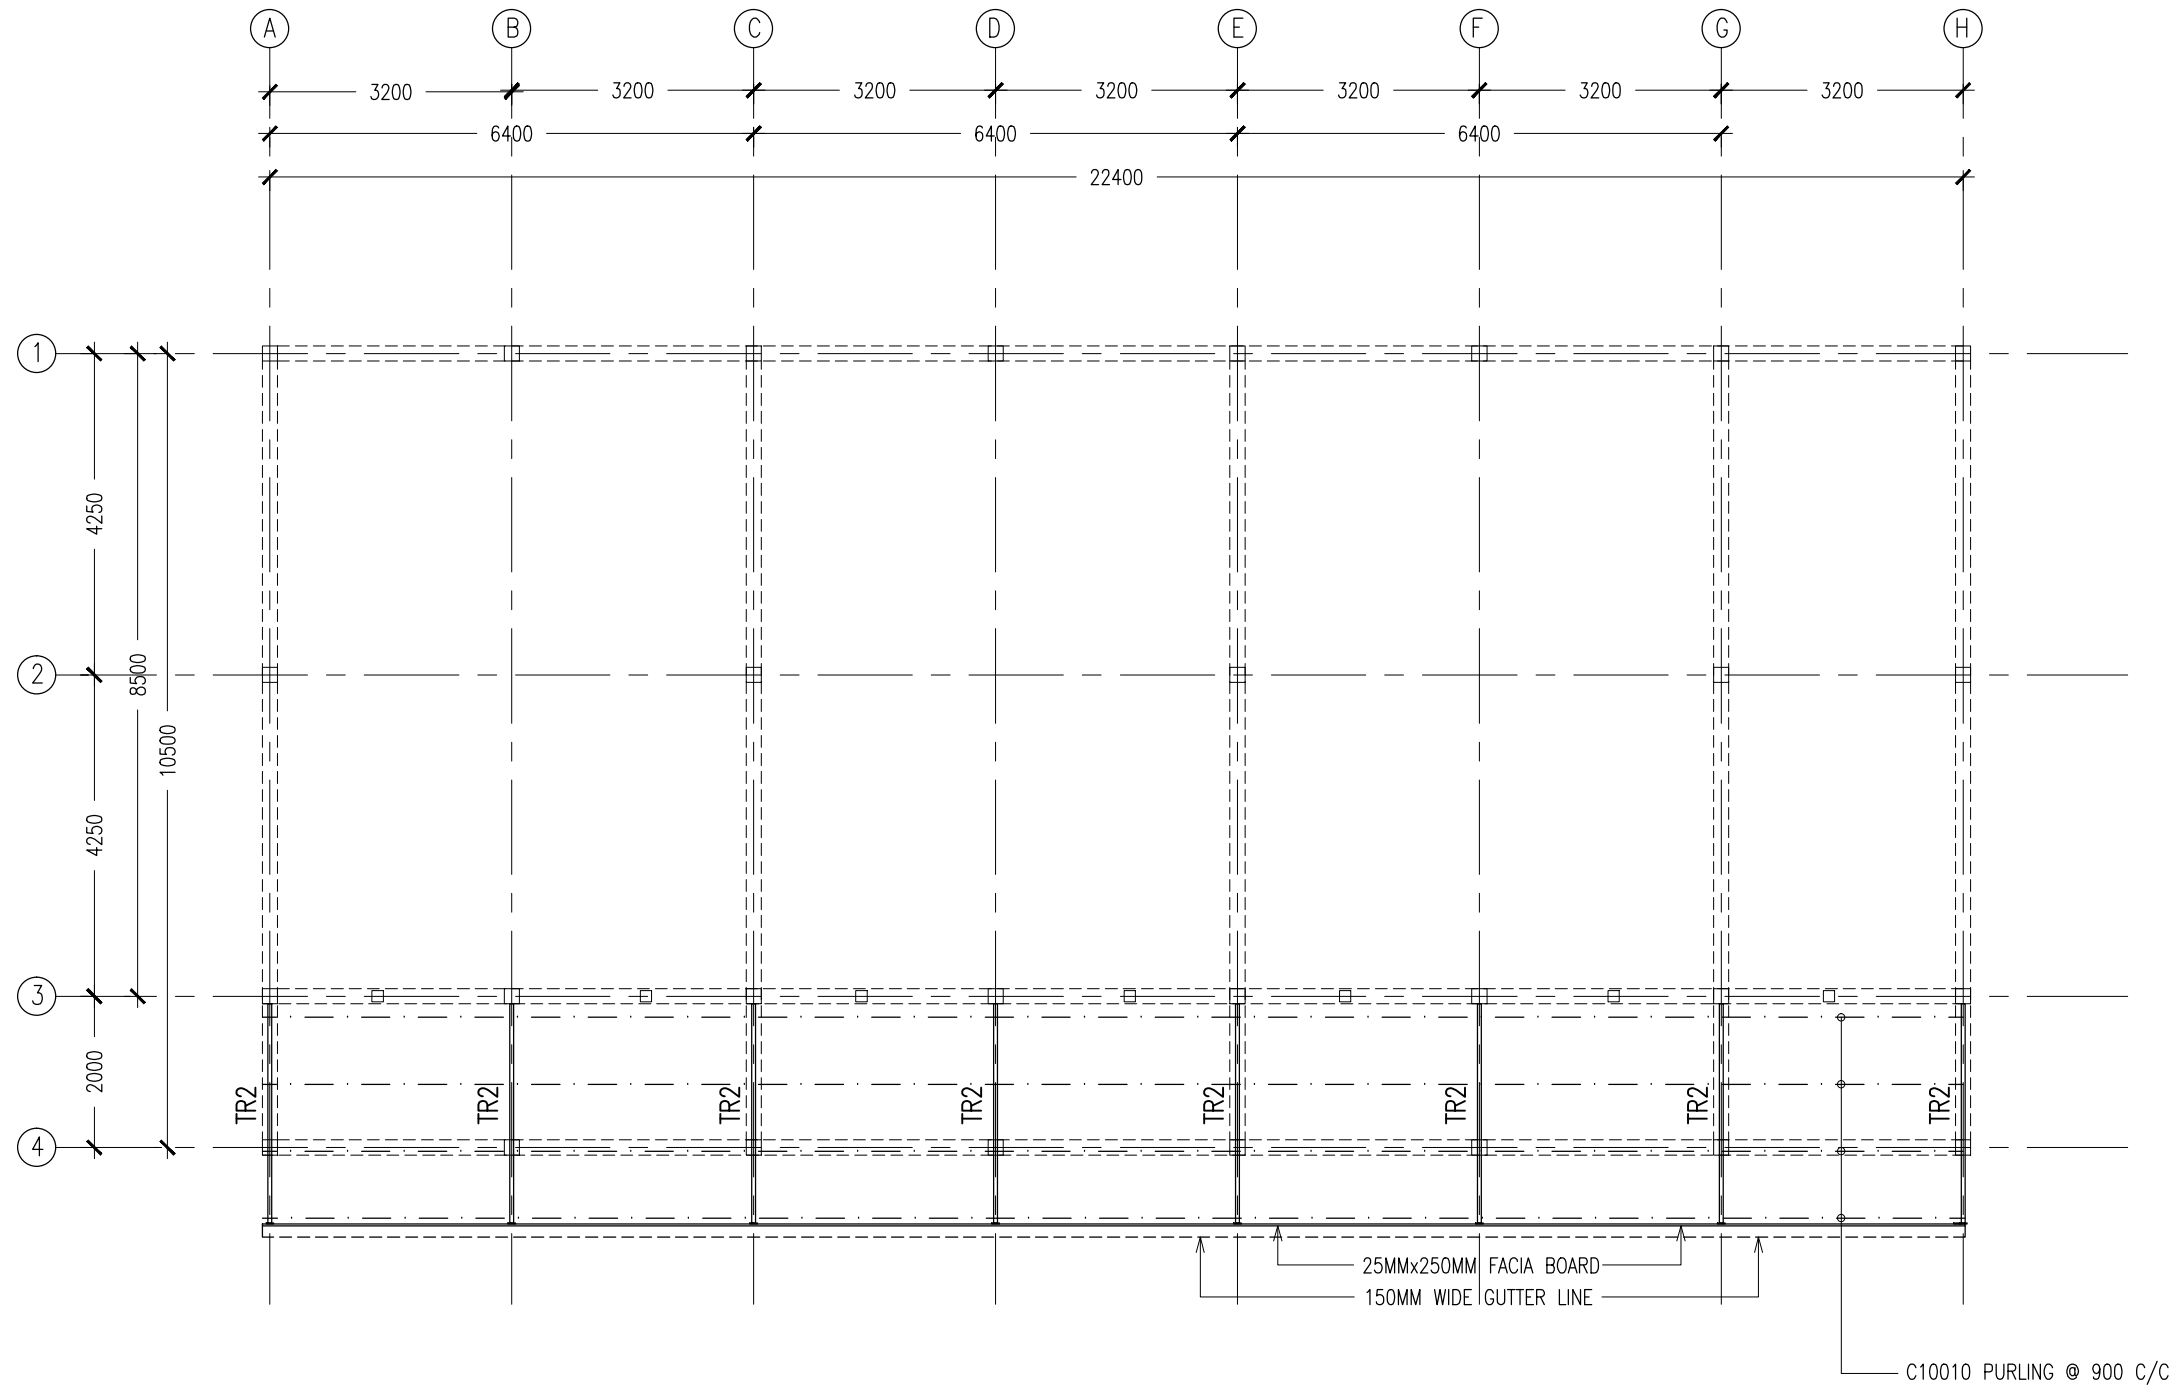 A B C D E F G H
3200 3200 3200 3200 3200 3200 3200
6400 6400 6400
22400
1
4250
2
8500
10500
4250
3
2000
TR2 TR2 TR2 TR2 TR2 TR2 TR2 TR2
4
25MMx250MM FACIA BOARD
150MM WIDE GUTTER LINE
C10010 PURLING @ 900 C/C